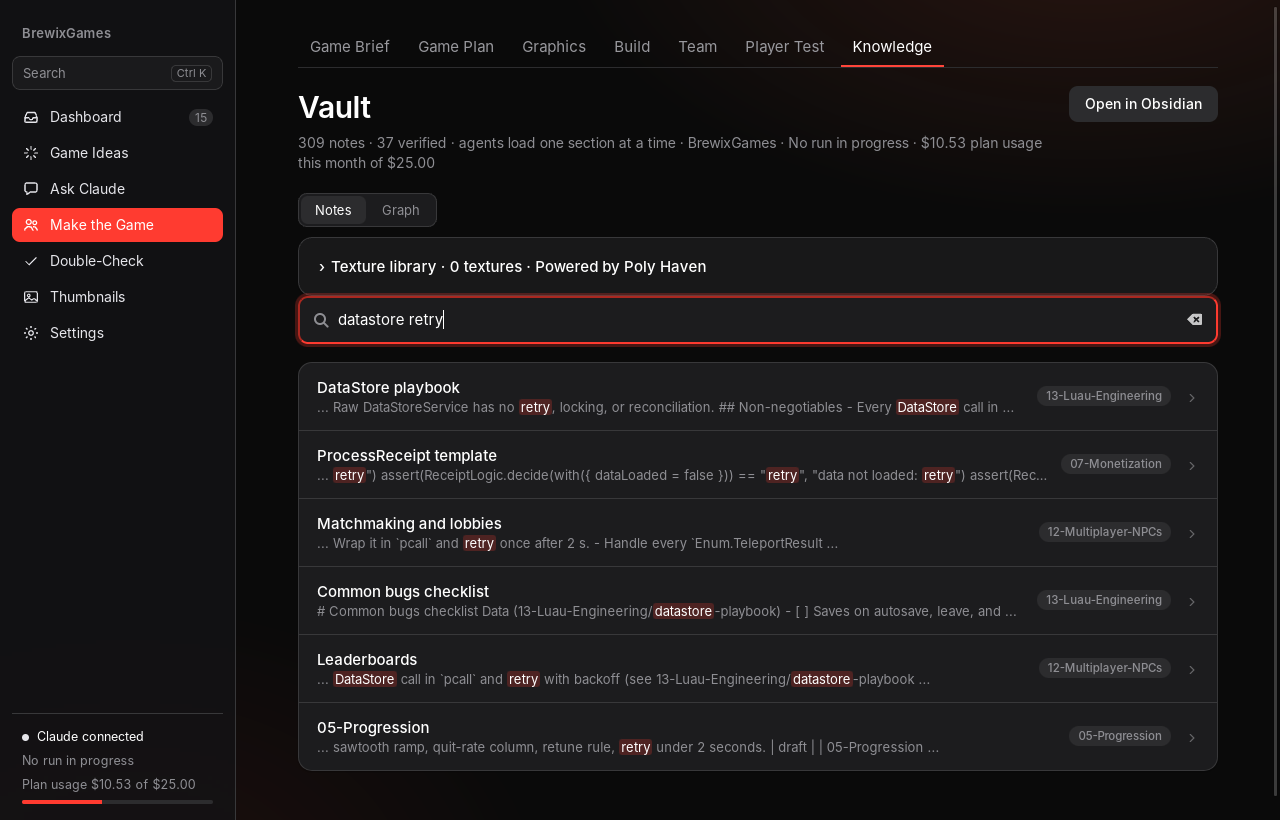 BrewixGames
Search
Ctrl K
Dashboard
15
Game Ideas
Ask Claude
Make the Game
Double-Check
Thumbnails
Settings
Claude connected
No run in progress
Plan usage $10.53 of $25.00
Game Brief
Game Plan
Graphics
Build
Team
Player Test
Knowledge
Vault
Open in Obsidian
309 notes · 37 verified · agents load one section at a time · BrewixGames · No run in progress · $10.53 plan usage
this month of $25.00
Notes
Graph
› Texture library · 0 textures · Powered by Poly Haven
datastore retry
DataStore playbook
... Raw DataStoreService has no retry, locking, or reconciliation. ## Non-negotiables - Every DataStore call in ...
13-Luau-Engineering
ProcessReceipt template
... retry") assert(ReceiptLogic.decide(with({ dataLoaded = false })) == "retry", "data not loaded: retry") assert(Rec...
07-Monetization
Matchmaking and lobbies
... Wrap it in `pcall` and retry once after 2 s. - Handle every `Enum.TeleportResult ...
12-Multiplayer-NPCs
Common bugs checklist
# Common bugs checklist Data (13-Luau-Engineering/datastore-playbook) - [ ] Saves on autosave, leave, and ...
13-Luau-Engineering
Leaderboards
... DataStore call in `pcall` and retry with backoff (see 13-Luau-Engineering/datastore-playbook ...
12-Multiplayer-NPCs
05-Progression
... sawtooth ramp, quit-rate column, retune rule, retry under 2 seconds. | draft | | 05-Progression ...
05-Progression